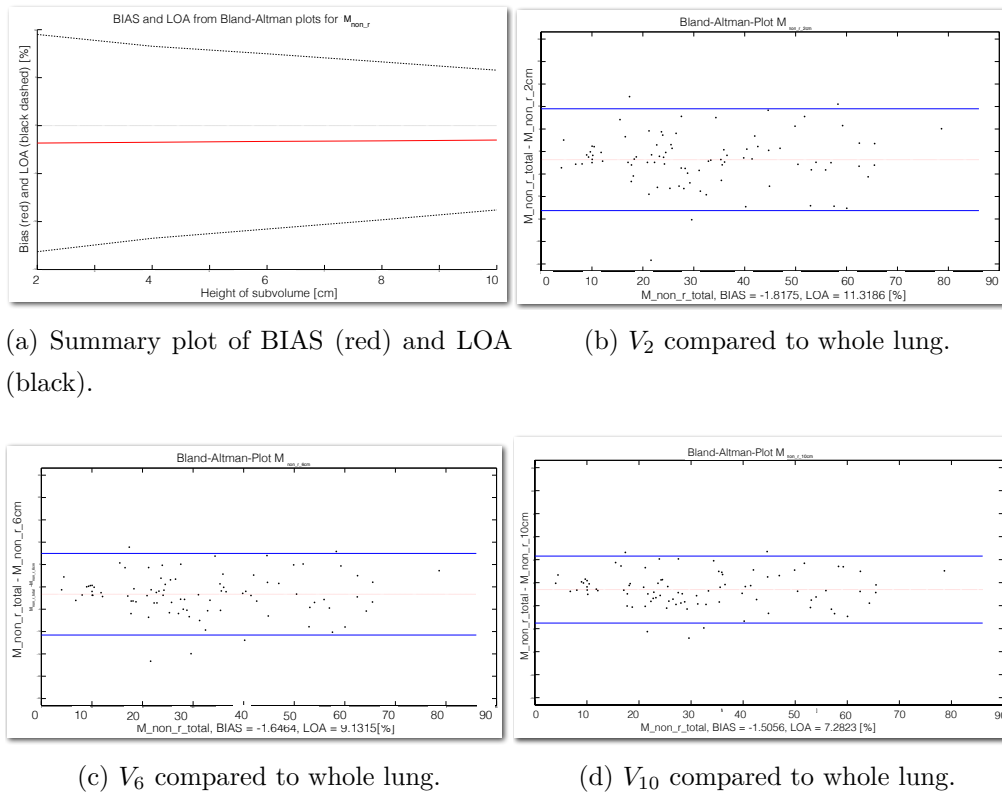 BIAS and LOA from Bland-Altman plots for M_non_r
Bias (red) and LOA (black dashed) [%]
2 4 6 8 10
Height of subvolume [cm]
(a) Summary plot of BIAS (red) and LOA
(black).
Bland-Altman-Plot M_non_r_2cm
M_non_r_total - M_non_r_2cm
0 10 20 30 40 50 60 70 80 90
M_non_r_total, BIAS = -1.8175, LOA = 11.3186 [%]
(b) V₂ compared to whole lung.
Bland-Altman-Plot M_non_r_6cm
M_non_r_total - M_non_r_6cm
0 10 20 30 40 50 60 70 80 90
M_non_r_total, BIAS = -1.6464, LOA = 9.1315[%]
(c) V₆ compared to whole lung.
Bland-Altman-Plot M_non_r_10cm
M_non_r_total - M_non_r_10cm
0 10 20 30 40 50 60 70 80 90
M_non_r_total, BIAS = -1.5056, LOA = 7.2823 [%]
(d) V₁₀ compared to whole lung.